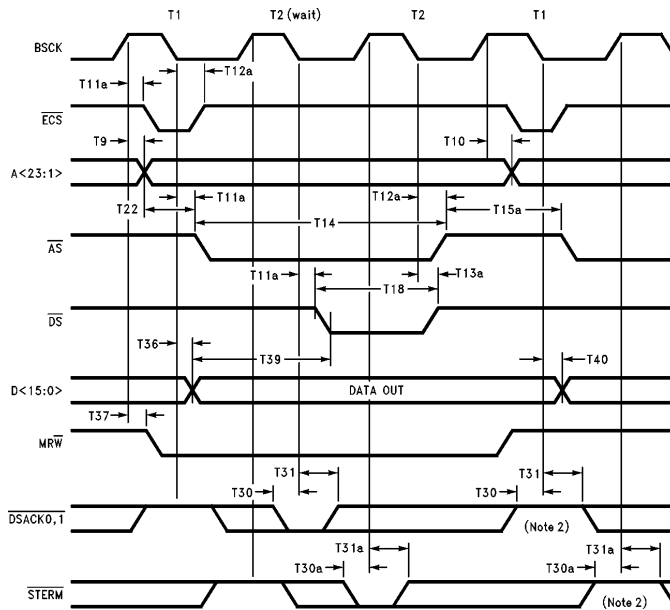 T1 T2 (wait) T2 T1
BSCK
T11a T12a
ECS
T9 T10
A<23:1>
T22 T11a T14 T12a T15a
AS
T11a T18 T13a
DS
T36 T39 T40
D<15:0> DATA OUT
T37
MRW
T30 T31 T30 T31
DSACK0,1 (Note 2)
T30a T31a T30a T31a
STERM (Note 2)